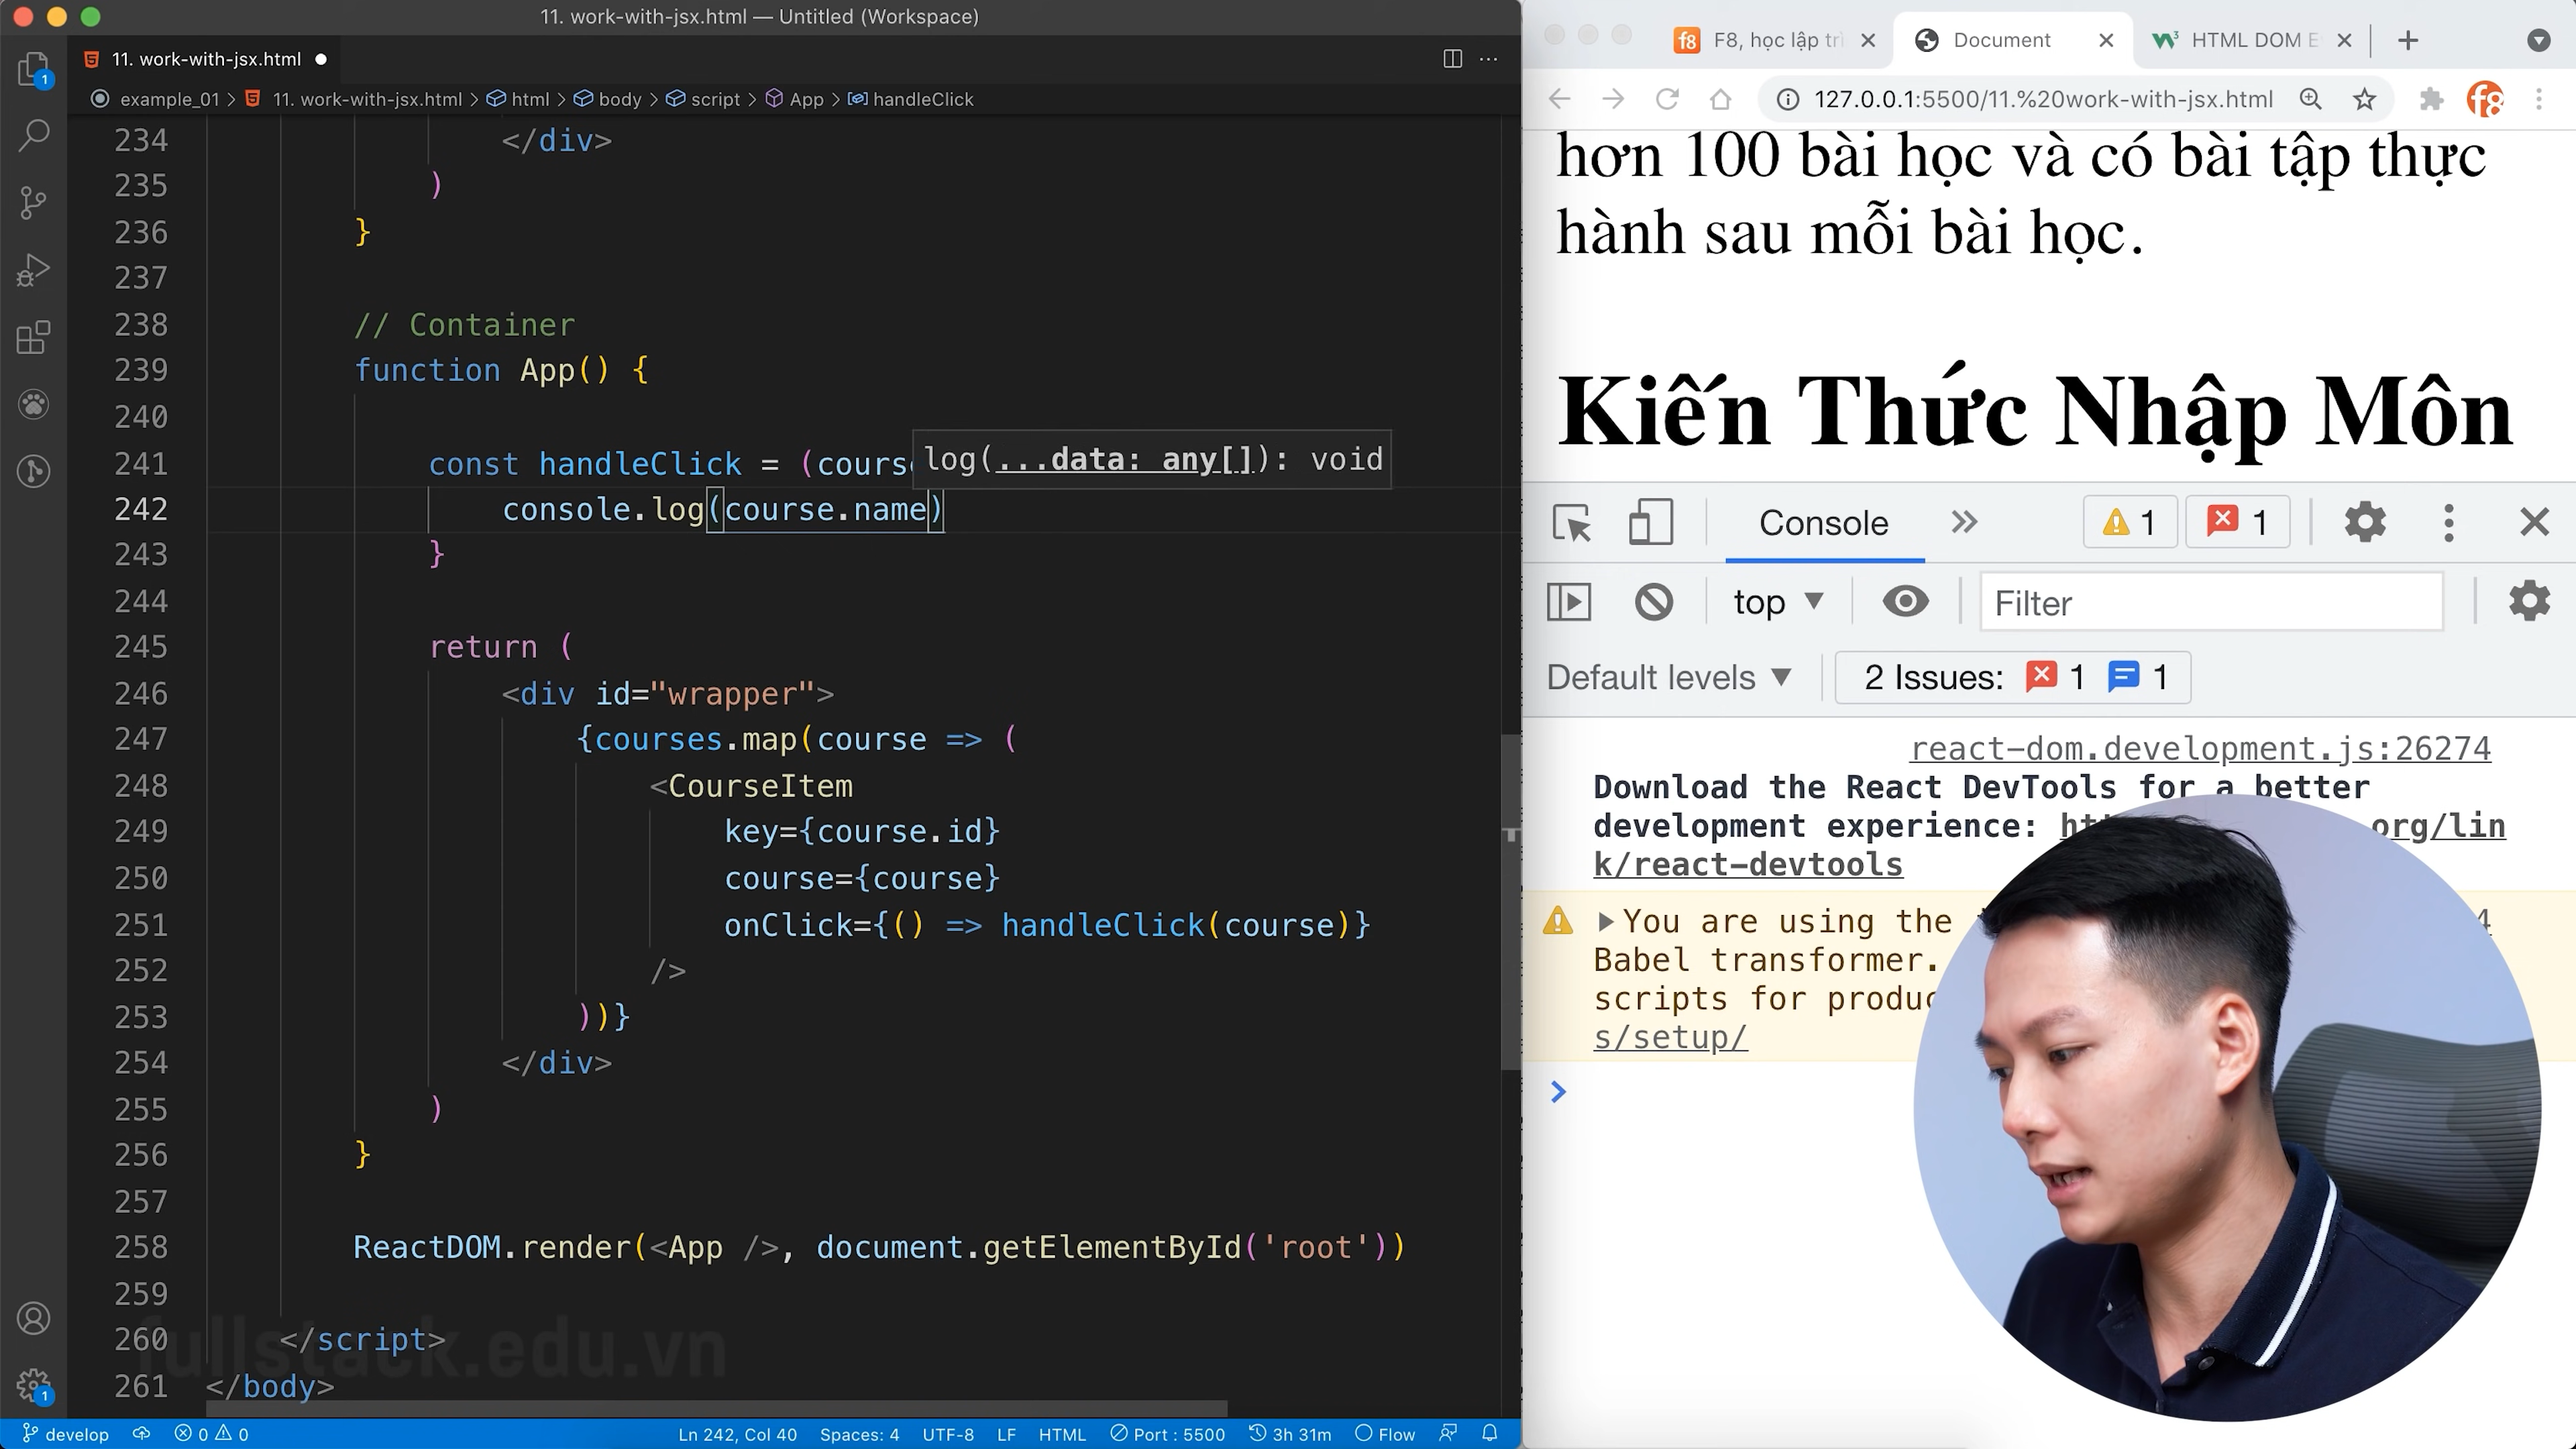 11. work-with-jsx.html — Untitled (Workspace)
11. work-with-jsx.html
example_01 > 11. work-with-jsx.html > html > body > script > App > handleClick
234 </div>
235 )
236 }
237
238 // Container
239 function App() {
240
241 const handleClick = (cours
log(...data: any[]): void
242 console.log(course.name)
243 }
244
245 return (
246 <div id="wrapper">
247 {courses.map(course => (
248 <CourseItem
249 key={course.id}
250 course={course}
251 onClick={() => handleClick(course)}
252 />
253 ))}
254 </div>
255 )
256 }
257
258 ReactDOM.render(<App />, document.getElementById('root'))
259
260 </script>
261 </body>
fullstack.edu.vn
1
1
develop
0 0
Ln 242, Col 40 Spaces: 4 UTF-8 LF HTML Port : 5500 3h 31m Flow
f8 F8, học lập trì
Document
HTML DOM E
127.0.0.1:5500/11.%20work-with-jsx.html
f8
hơn 100 bài học và có bài tập thực
hành sau mỗi bài học.
Kiến Thức Nhập Môn
Console 1 1
top Filter
Default levels 2 Issues: 1 1
react-dom.development.js:26274
Download the React DevTools for a better
development experience: org/lin
k/react-devtools
You are using the
Babel transformer.
scripts for produc
s/setup/